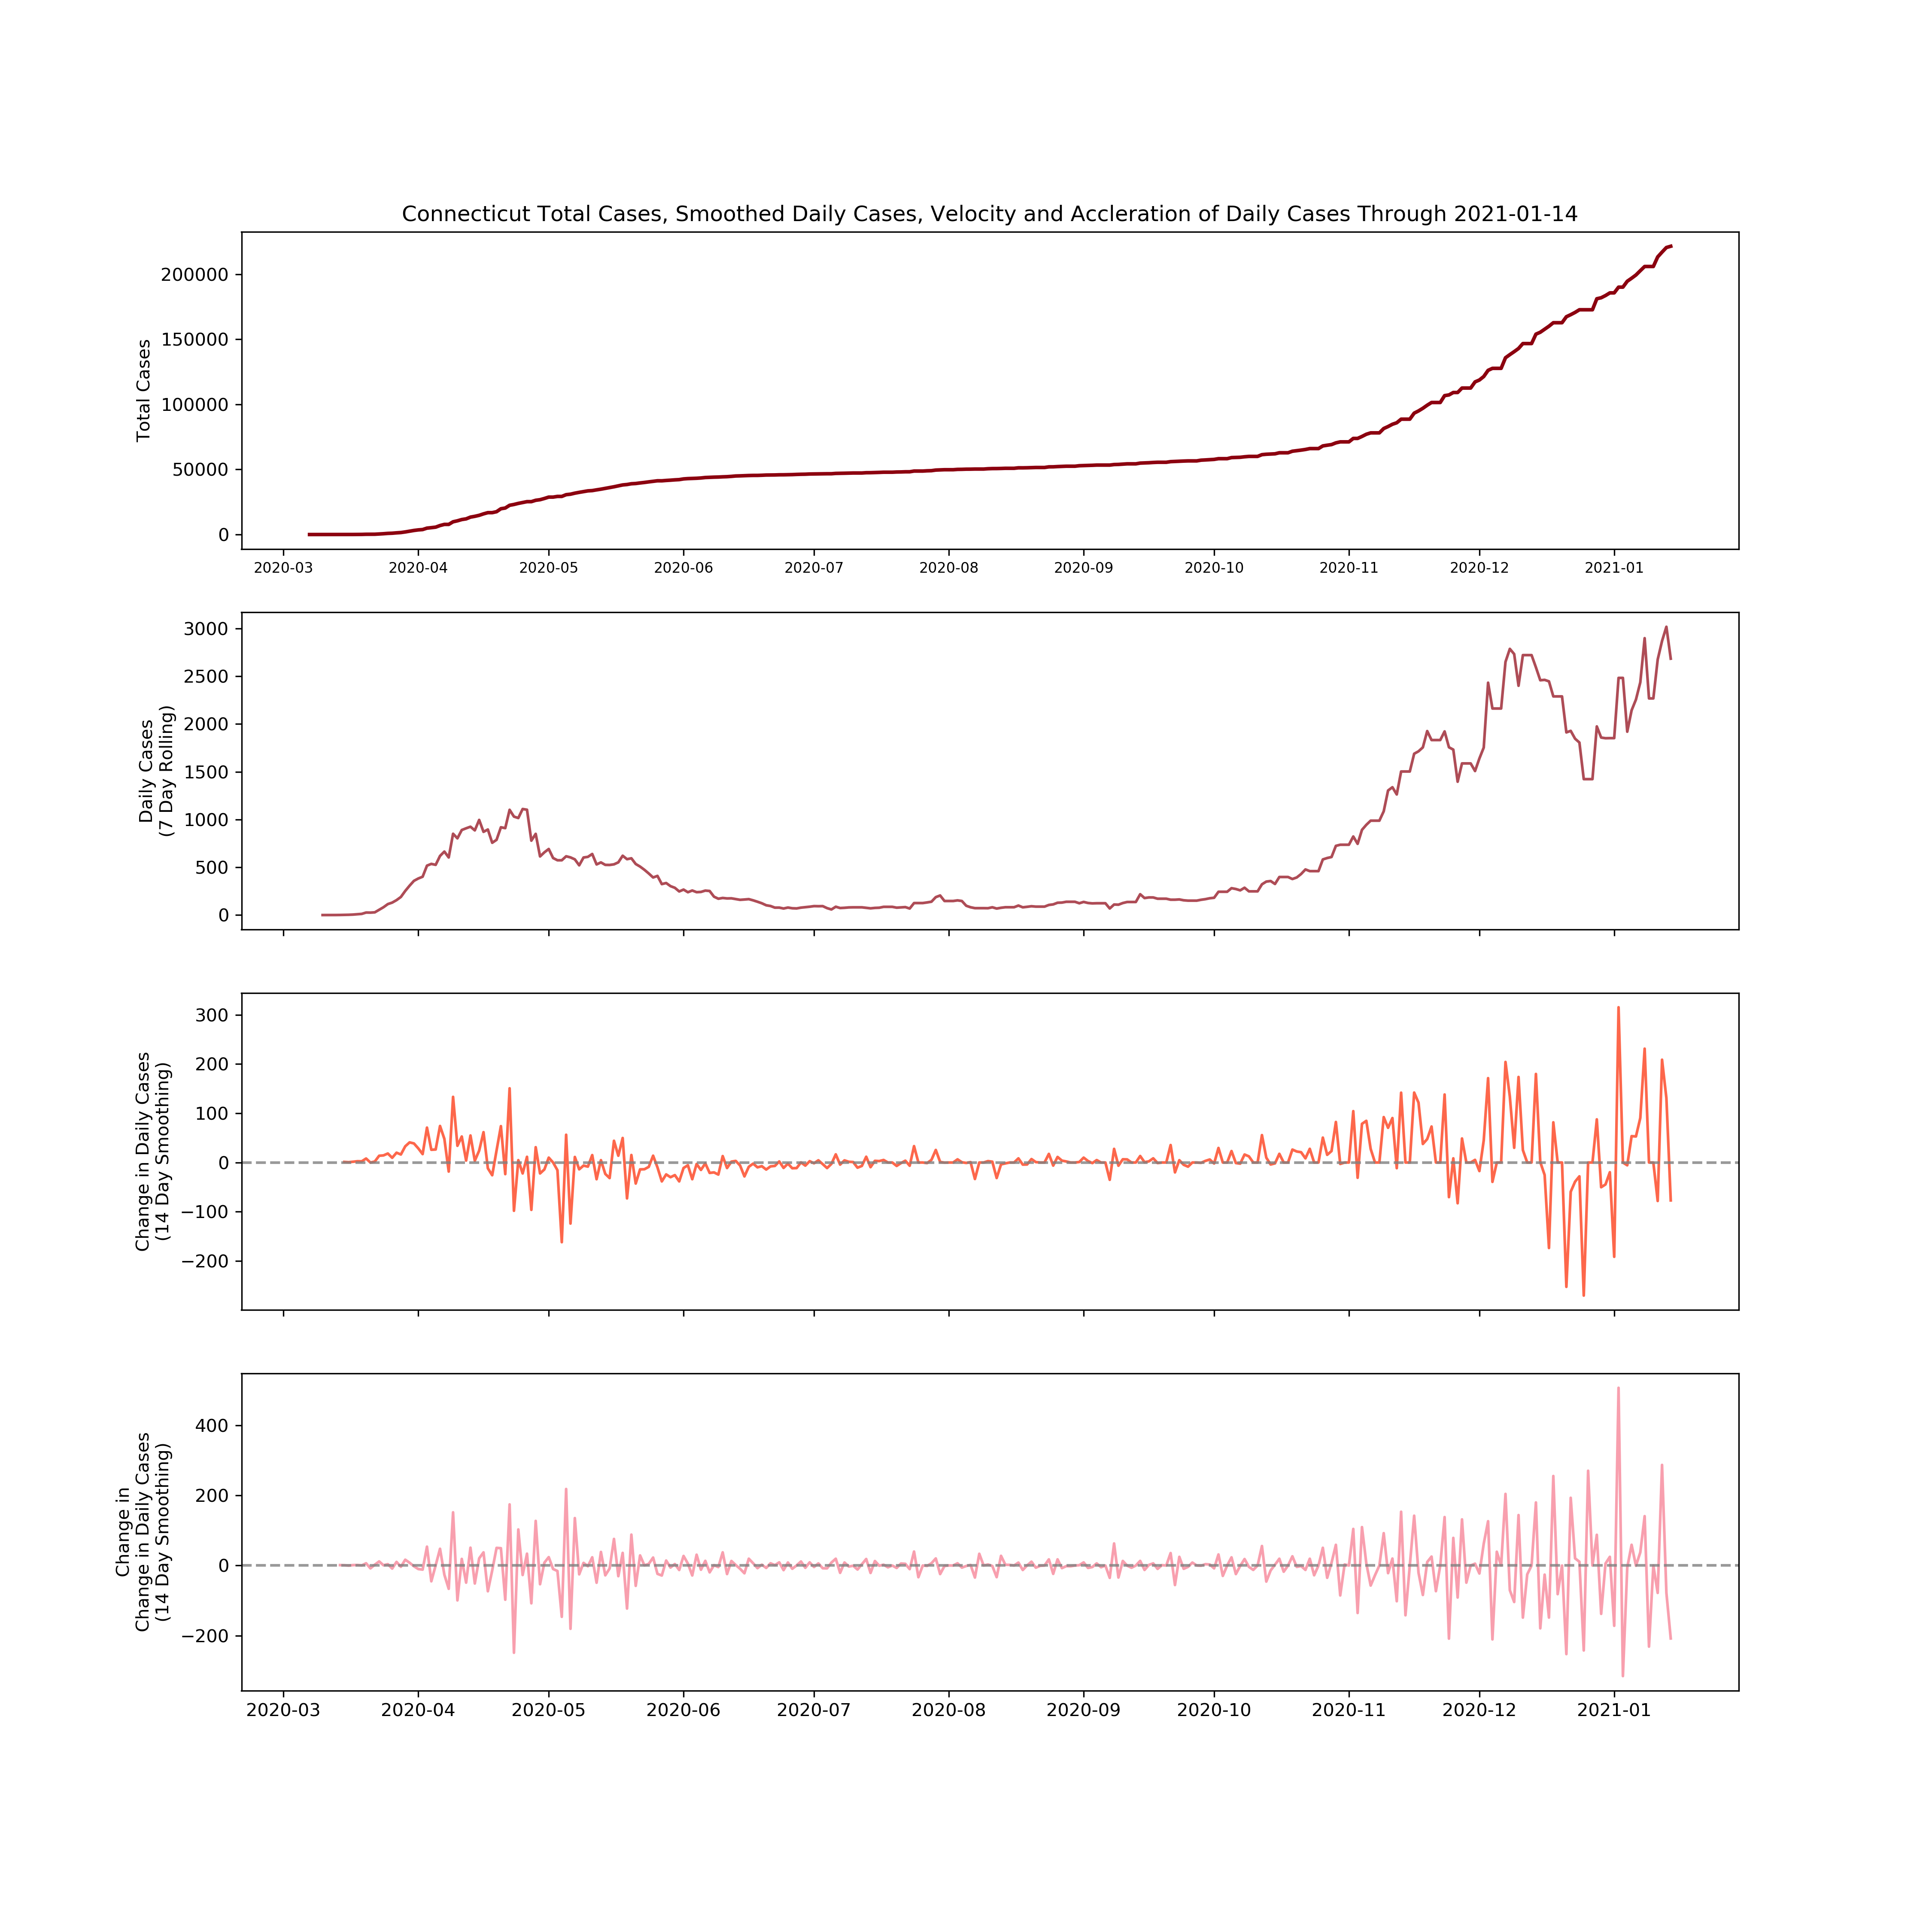 Connecticut Total Cases, Smoothed Daily Cases, Velocity and Accleration of Daily Cases Through 2021-01-14
Total Cases
200000
150000
100000
50000
0
2020-03 2020-04 2020-05 2020-06 2020-07 2020-08 2020-09 2020-10 2020-11 2020-12 2021-01
Daily Cases
(7 Day Rolling)
3000
2500
2000
1500
1000
500
0
Change in Daily Cases
(14 Day Smoothing)
300
200
100
0
−100
−200
Change in
Change in Daily Cases
(14 Day Smoothing)
400
200
0
−200
2020-03 2020-04 2020-05 2020-06 2020-07 2020-08 2020-09 2020-10 2020-11 2020-12 2021-01